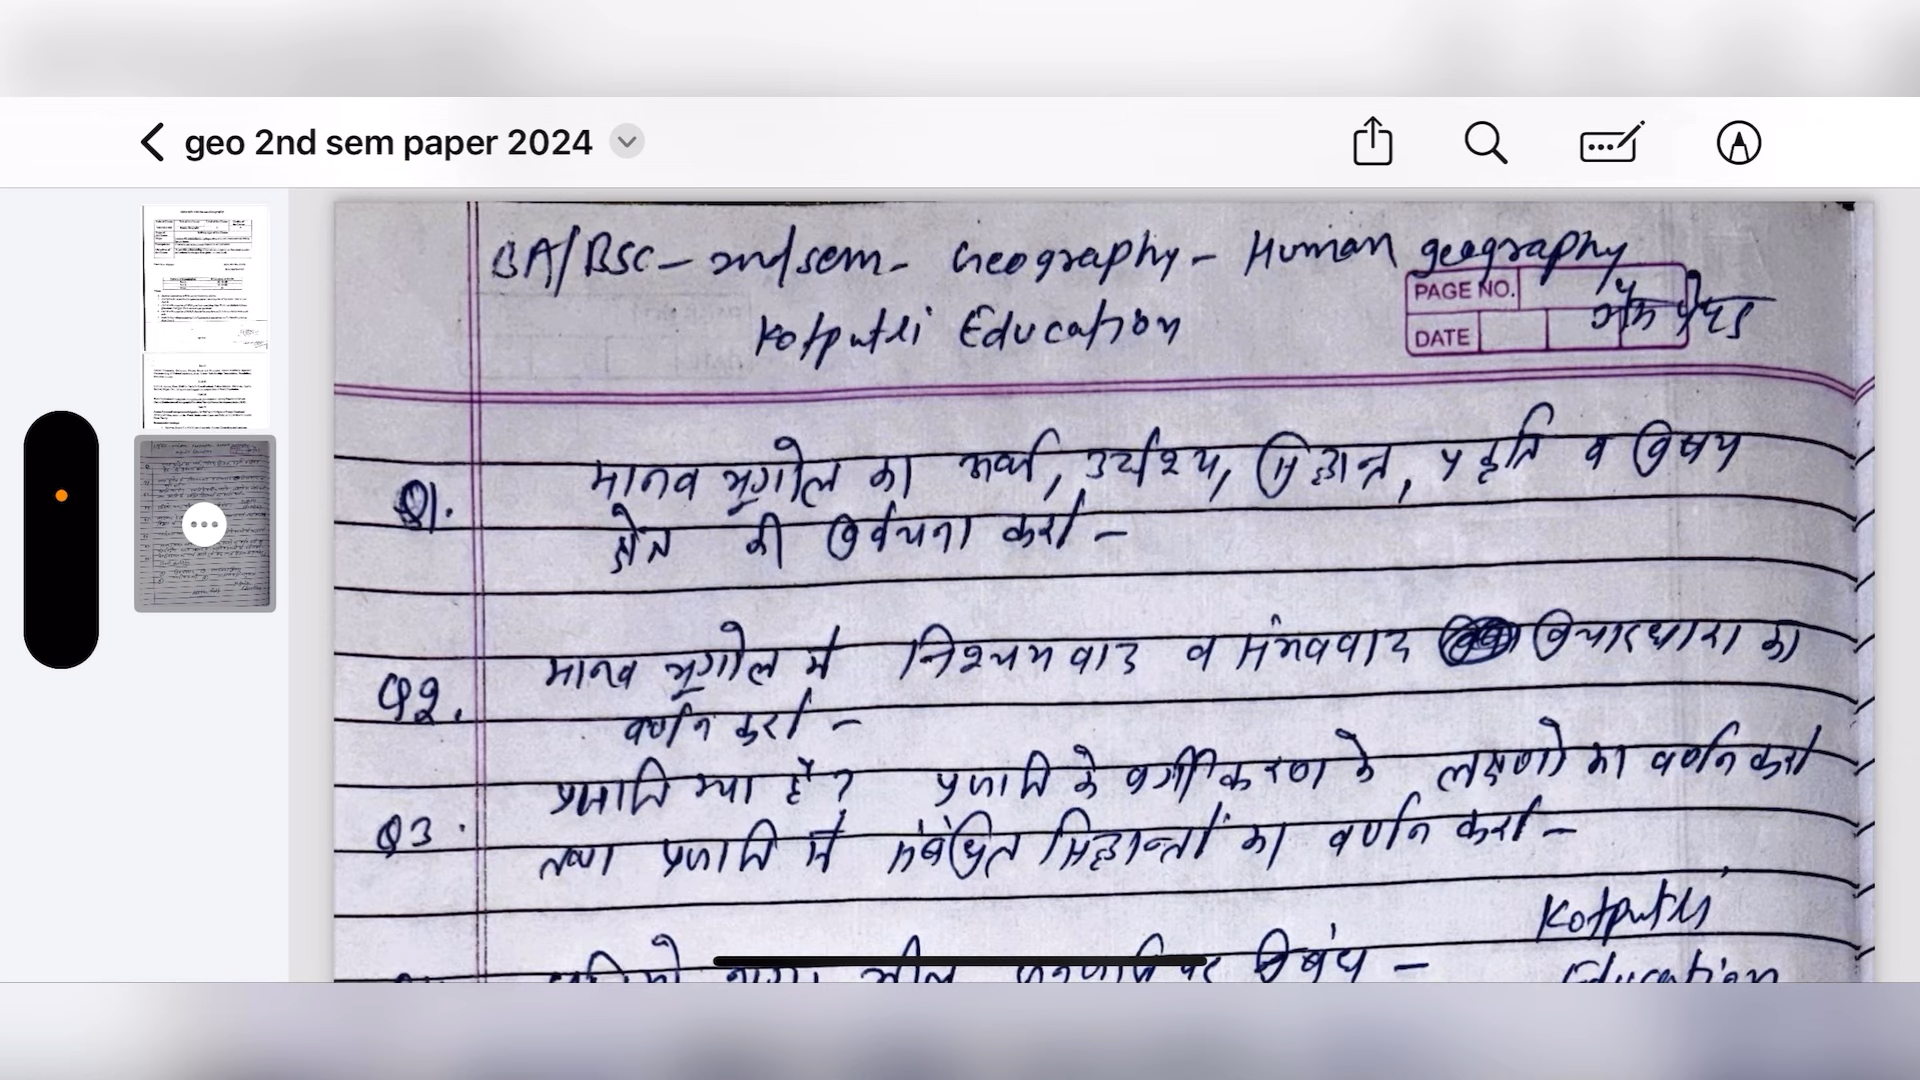 geo 2nd sem paper 2024
BA/BSC - 2nd sem - Geography - Human geography
PAGE NO.
DATE
Kotputli Education
Q1. मानव भूगोल का अर्थ, उद्देश्य, सिद्धान्त, प्रकृति व विषय
क्षेत्र की विवेचना करो -
Q2. मानव भूगोल में निश्चयवाद व संभववाद विचारधारा का
वर्णन करो -
Q3. प्रजाति क्या है? प्रजाति के वर्गीकरण के लक्षणो का वर्णन करो
तथा प्रजाति से संबंधित सिद्धान्तों का वर्णन करो -
Kotputli
Education